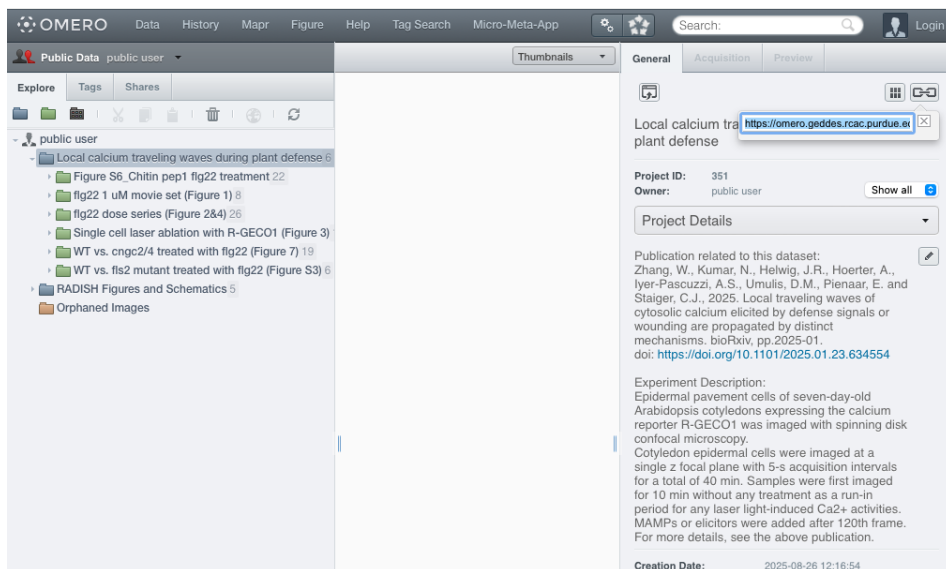 OMERO Data History Mapr Figure Help Tag Search Micro-Meta-App Search: Login
Public Data public user
Thumbnails
General Acquisition Preview
Explore Tags Shares
public user
Local calcium traveling waves during plant defense 6
Figure S6_Chitin pep1 flg22 treatment 22
flg22 1 uM movie set (Figure 1) 8
flg22 dose series (Figure 2&4) 26
Single cell laser ablation with R-GECO1 (Figure 3)
WT vs. cngc2/4 treated with flg22 (Figure 7) 19
WT vs. fls2 mutant treated with flg22 (Figure S3) 6
RADISH Figures and Schematics 5
Orphaned Images
https://omero.geddes.rcac.purdue.e
Local calcium tra
plant defense
Project ID: 351
Owner: public user
Show all
Project Details
Publication related to this dataset:
Zhang, W., Kumar, N., Helwig, J.R., Hoerter, A.,
Iyer-Pascuzzi, A.S., Umulis, D.M., Pienaar, E. and
Staiger, C.J., 2025. Local traveling waves of
cytosolic calcium elicited by defense signals or
wounding are propagated by distinct
mechanisms. bioRxiv, pp.2025-01.
doi: https://doi.org/10.1101/2025.01.23.634554
Experiment Description:
Epidermal pavement cells of seven-day-old
Arabidopsis cotyledons expressing the calcium
reporter R-GECO1 was imaged with spinning disk
confocal microscopy.
Cotyledon epidermal cells were imaged at a
single z focal plane with 5-s acquisition intervals
for a total of 40 min. Samples were first imaged
for 10 min without any treatment as a run-in
period for any laser light-induced Ca2+ activities.
MAMPs or elicitors were added after 120th frame.
For more details, see the above publication.
Creation Date: 2025-08-26 12:16:54